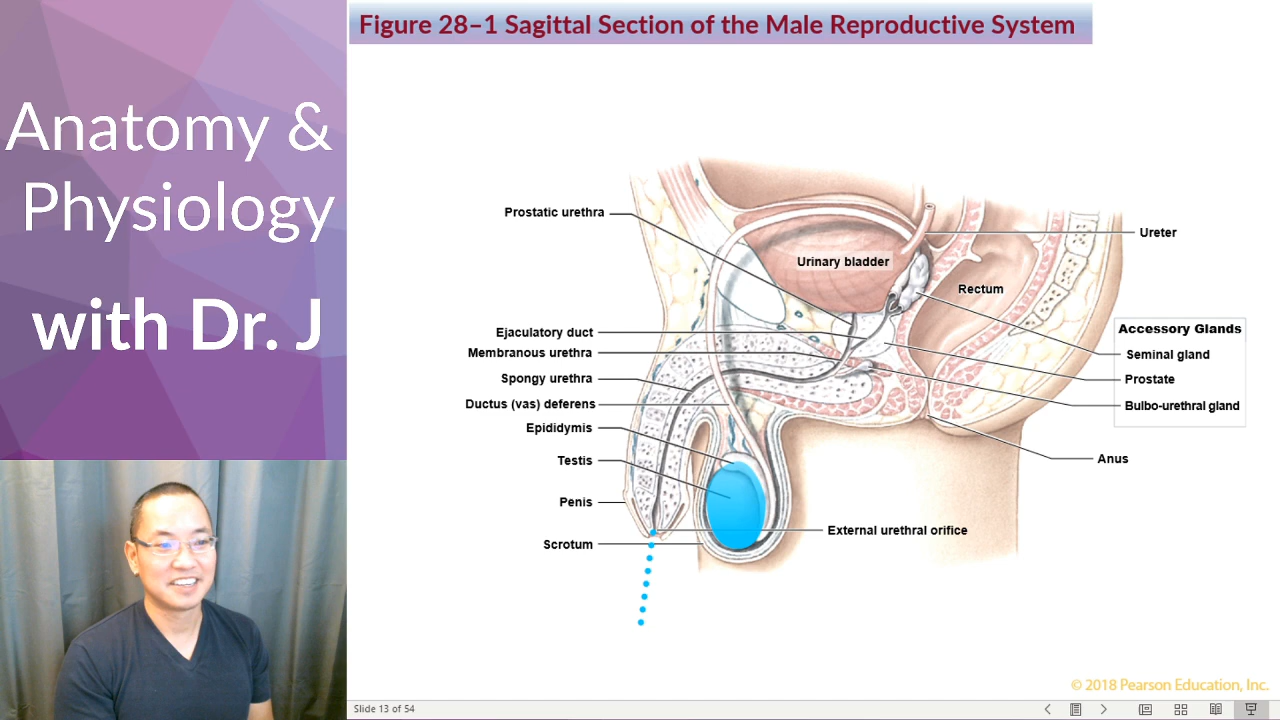 Anatomy &
Physiology
with Dr. J
Figure 28–1 Sagittal Section of the Male Reproductive System
Prostatic urethra
Ureter
Urinary bladder
Rectum
Ejaculatory duct
Membranous urethra
Spongy urethra
Ductus (vas) deferens
Epididymis
Testis
Penis
Scrotum
Accessory Glands
Seminal gland
Prostate
Bulbo-urethral gland
Anus
External urethral orifice
© 2018 Pearson Education, Inc.
Slide 13 of 54